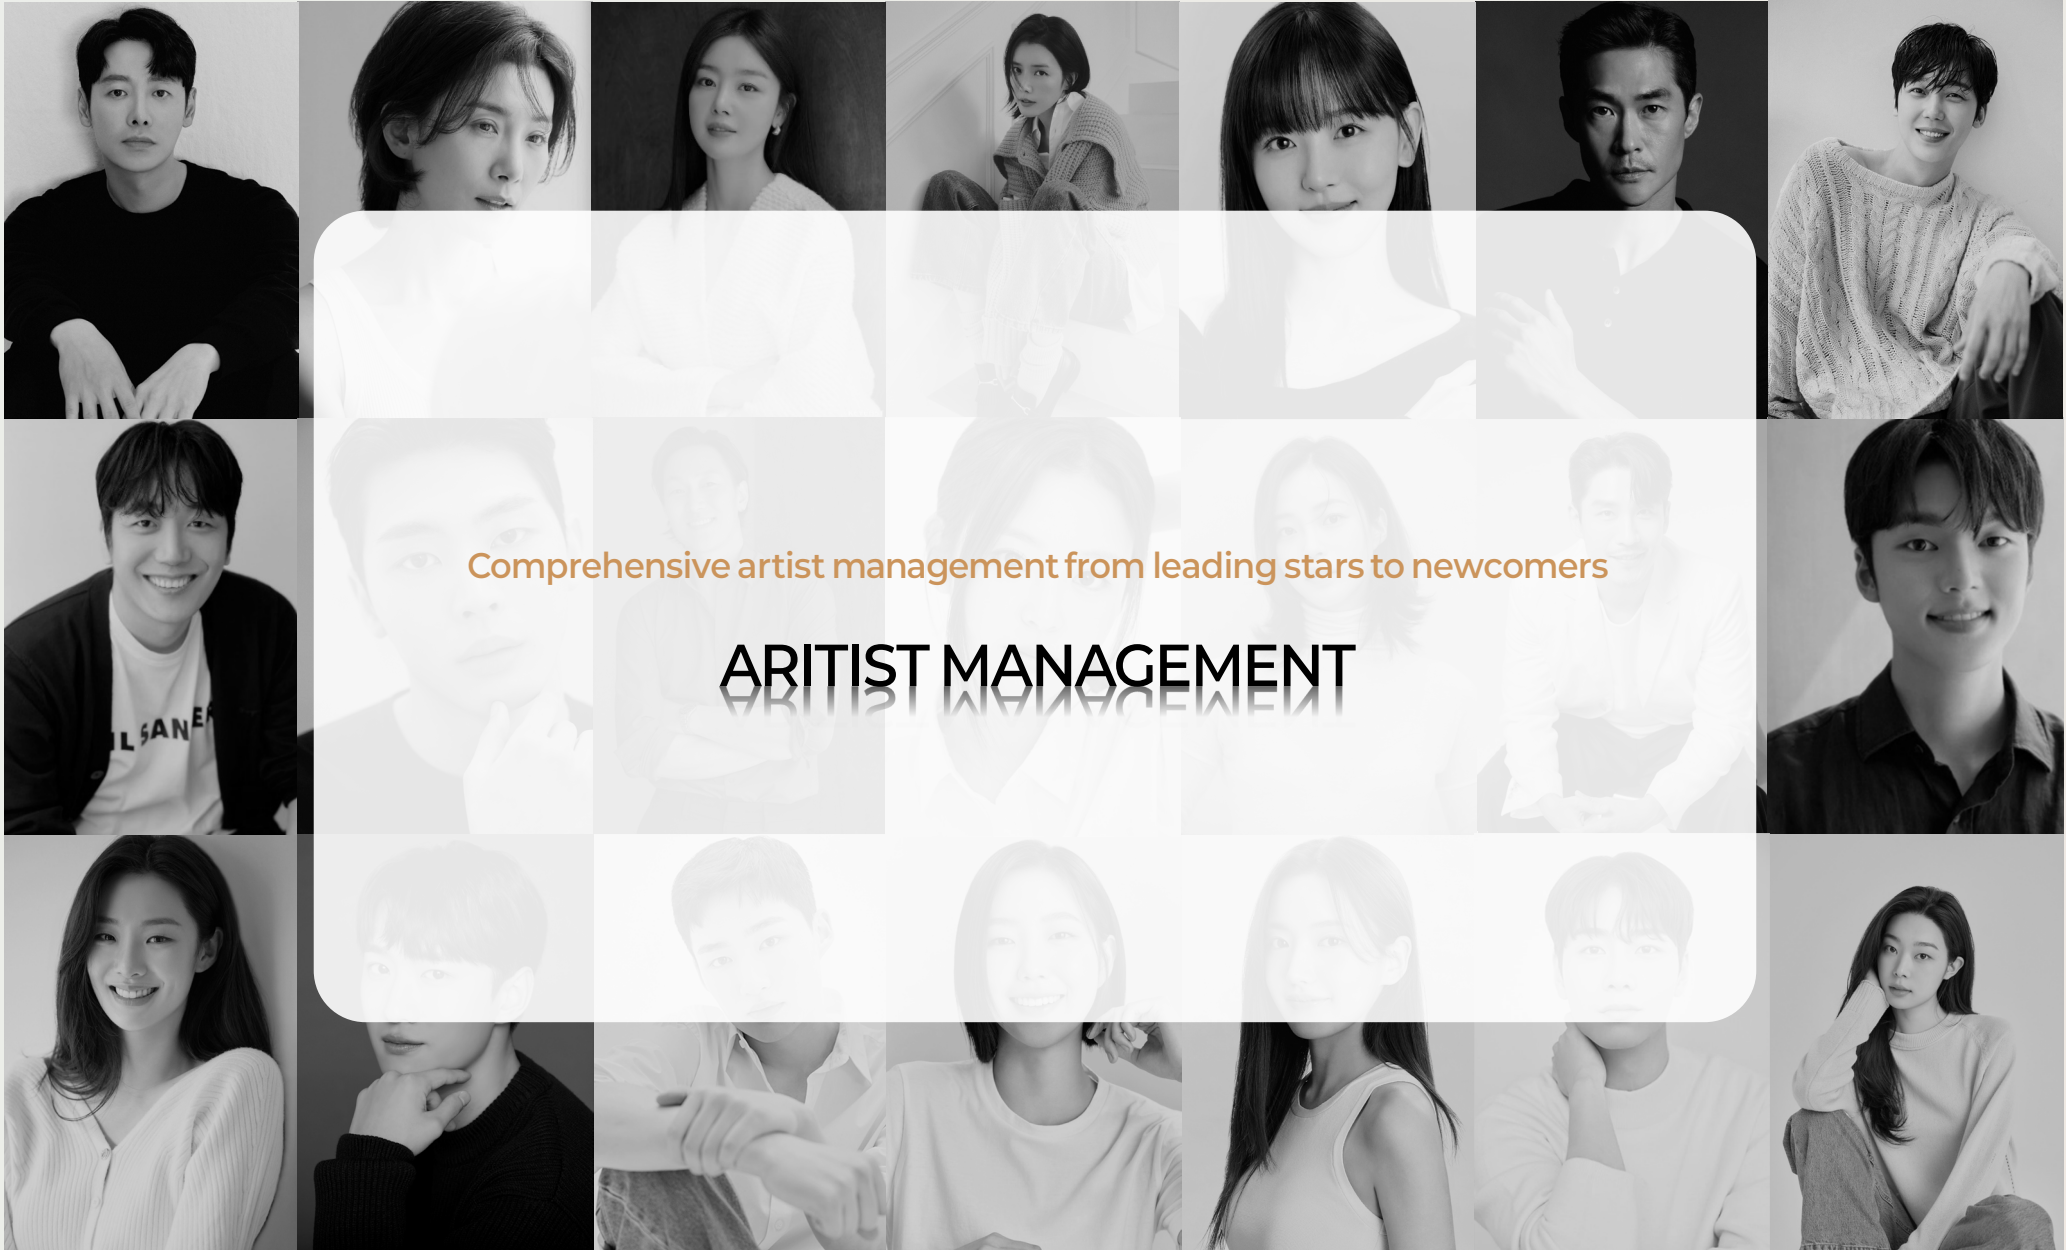 Comprehensive artist management from leading stars to newcomers
ARITIST MANAGEMENT